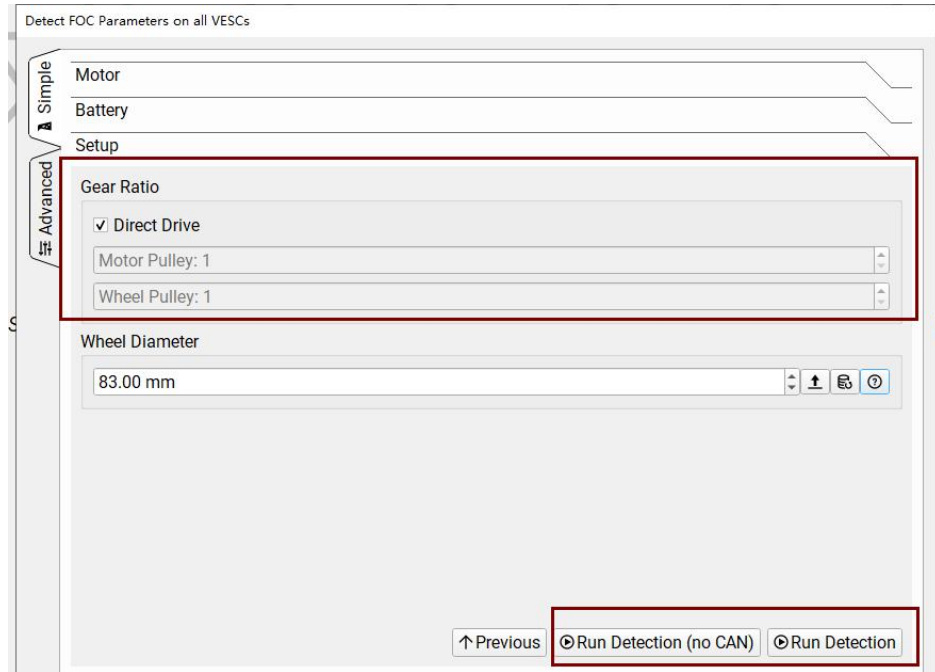 Detect FOC Parameters on all VESCs
Simple
Advanced
Motor
Battery
Setup
Gear Ratio
Direct Drive
Motor Pulley: 1
Wheel Pulley: 1
Wheel Diameter
83.00 mm
Previous Run Detection (no CAN) Run Detection